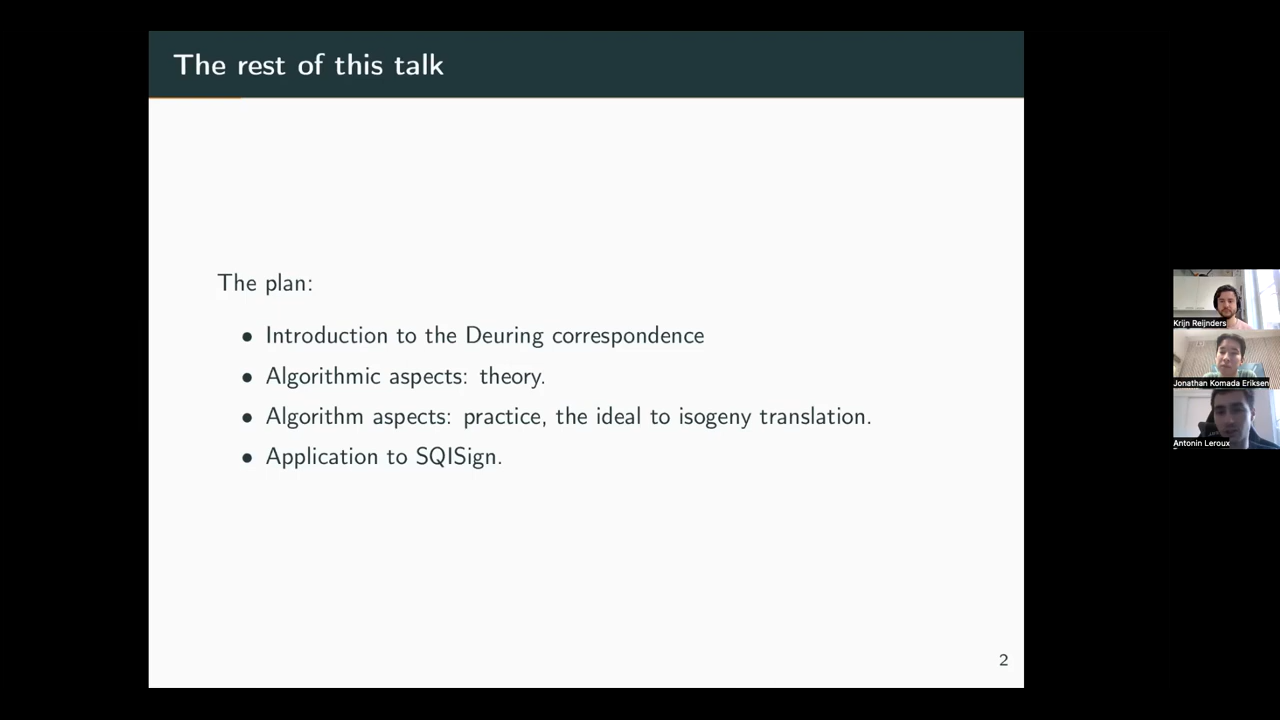 The rest of this talk
The plan:
• Introduction to the Deuring correspondence
• Algorithmic aspects: theory.
• Algorithm aspects: practice, the ideal to isogeny translation.
• Application to SQISign.
2
Krijn Reijnders
Jonathan Komada Eriksen
Antonin Leroux